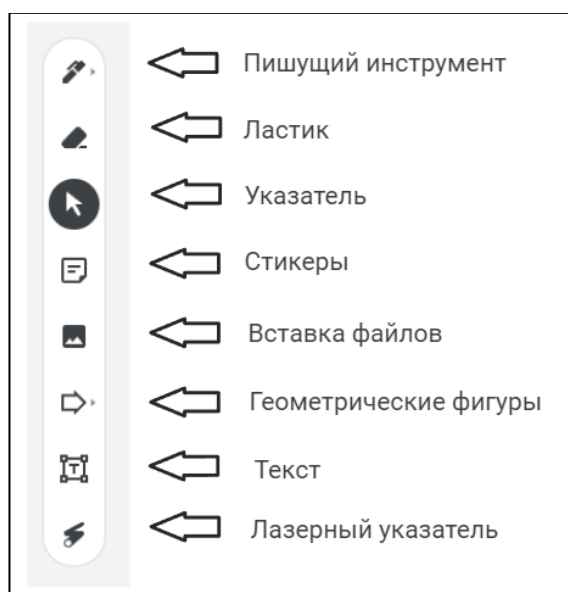 Пишущий инструмент
Ластик
Указатель
Стикеры
Вставка файлов
Геометрические фигуры
Текст
Лазерный указатель